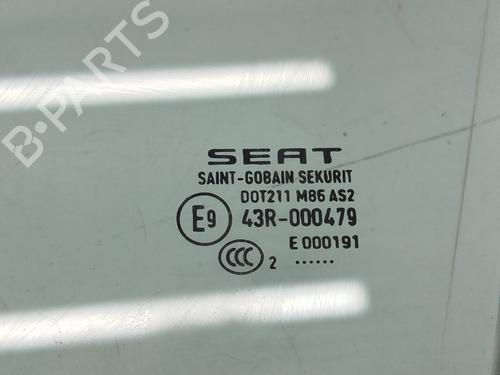 B-PARTS
SEAT
SAINT-GOBAIN SEKURIT
DOT211 M86 AS2
E9 43R-000479
E 000191
CCC 2 ......